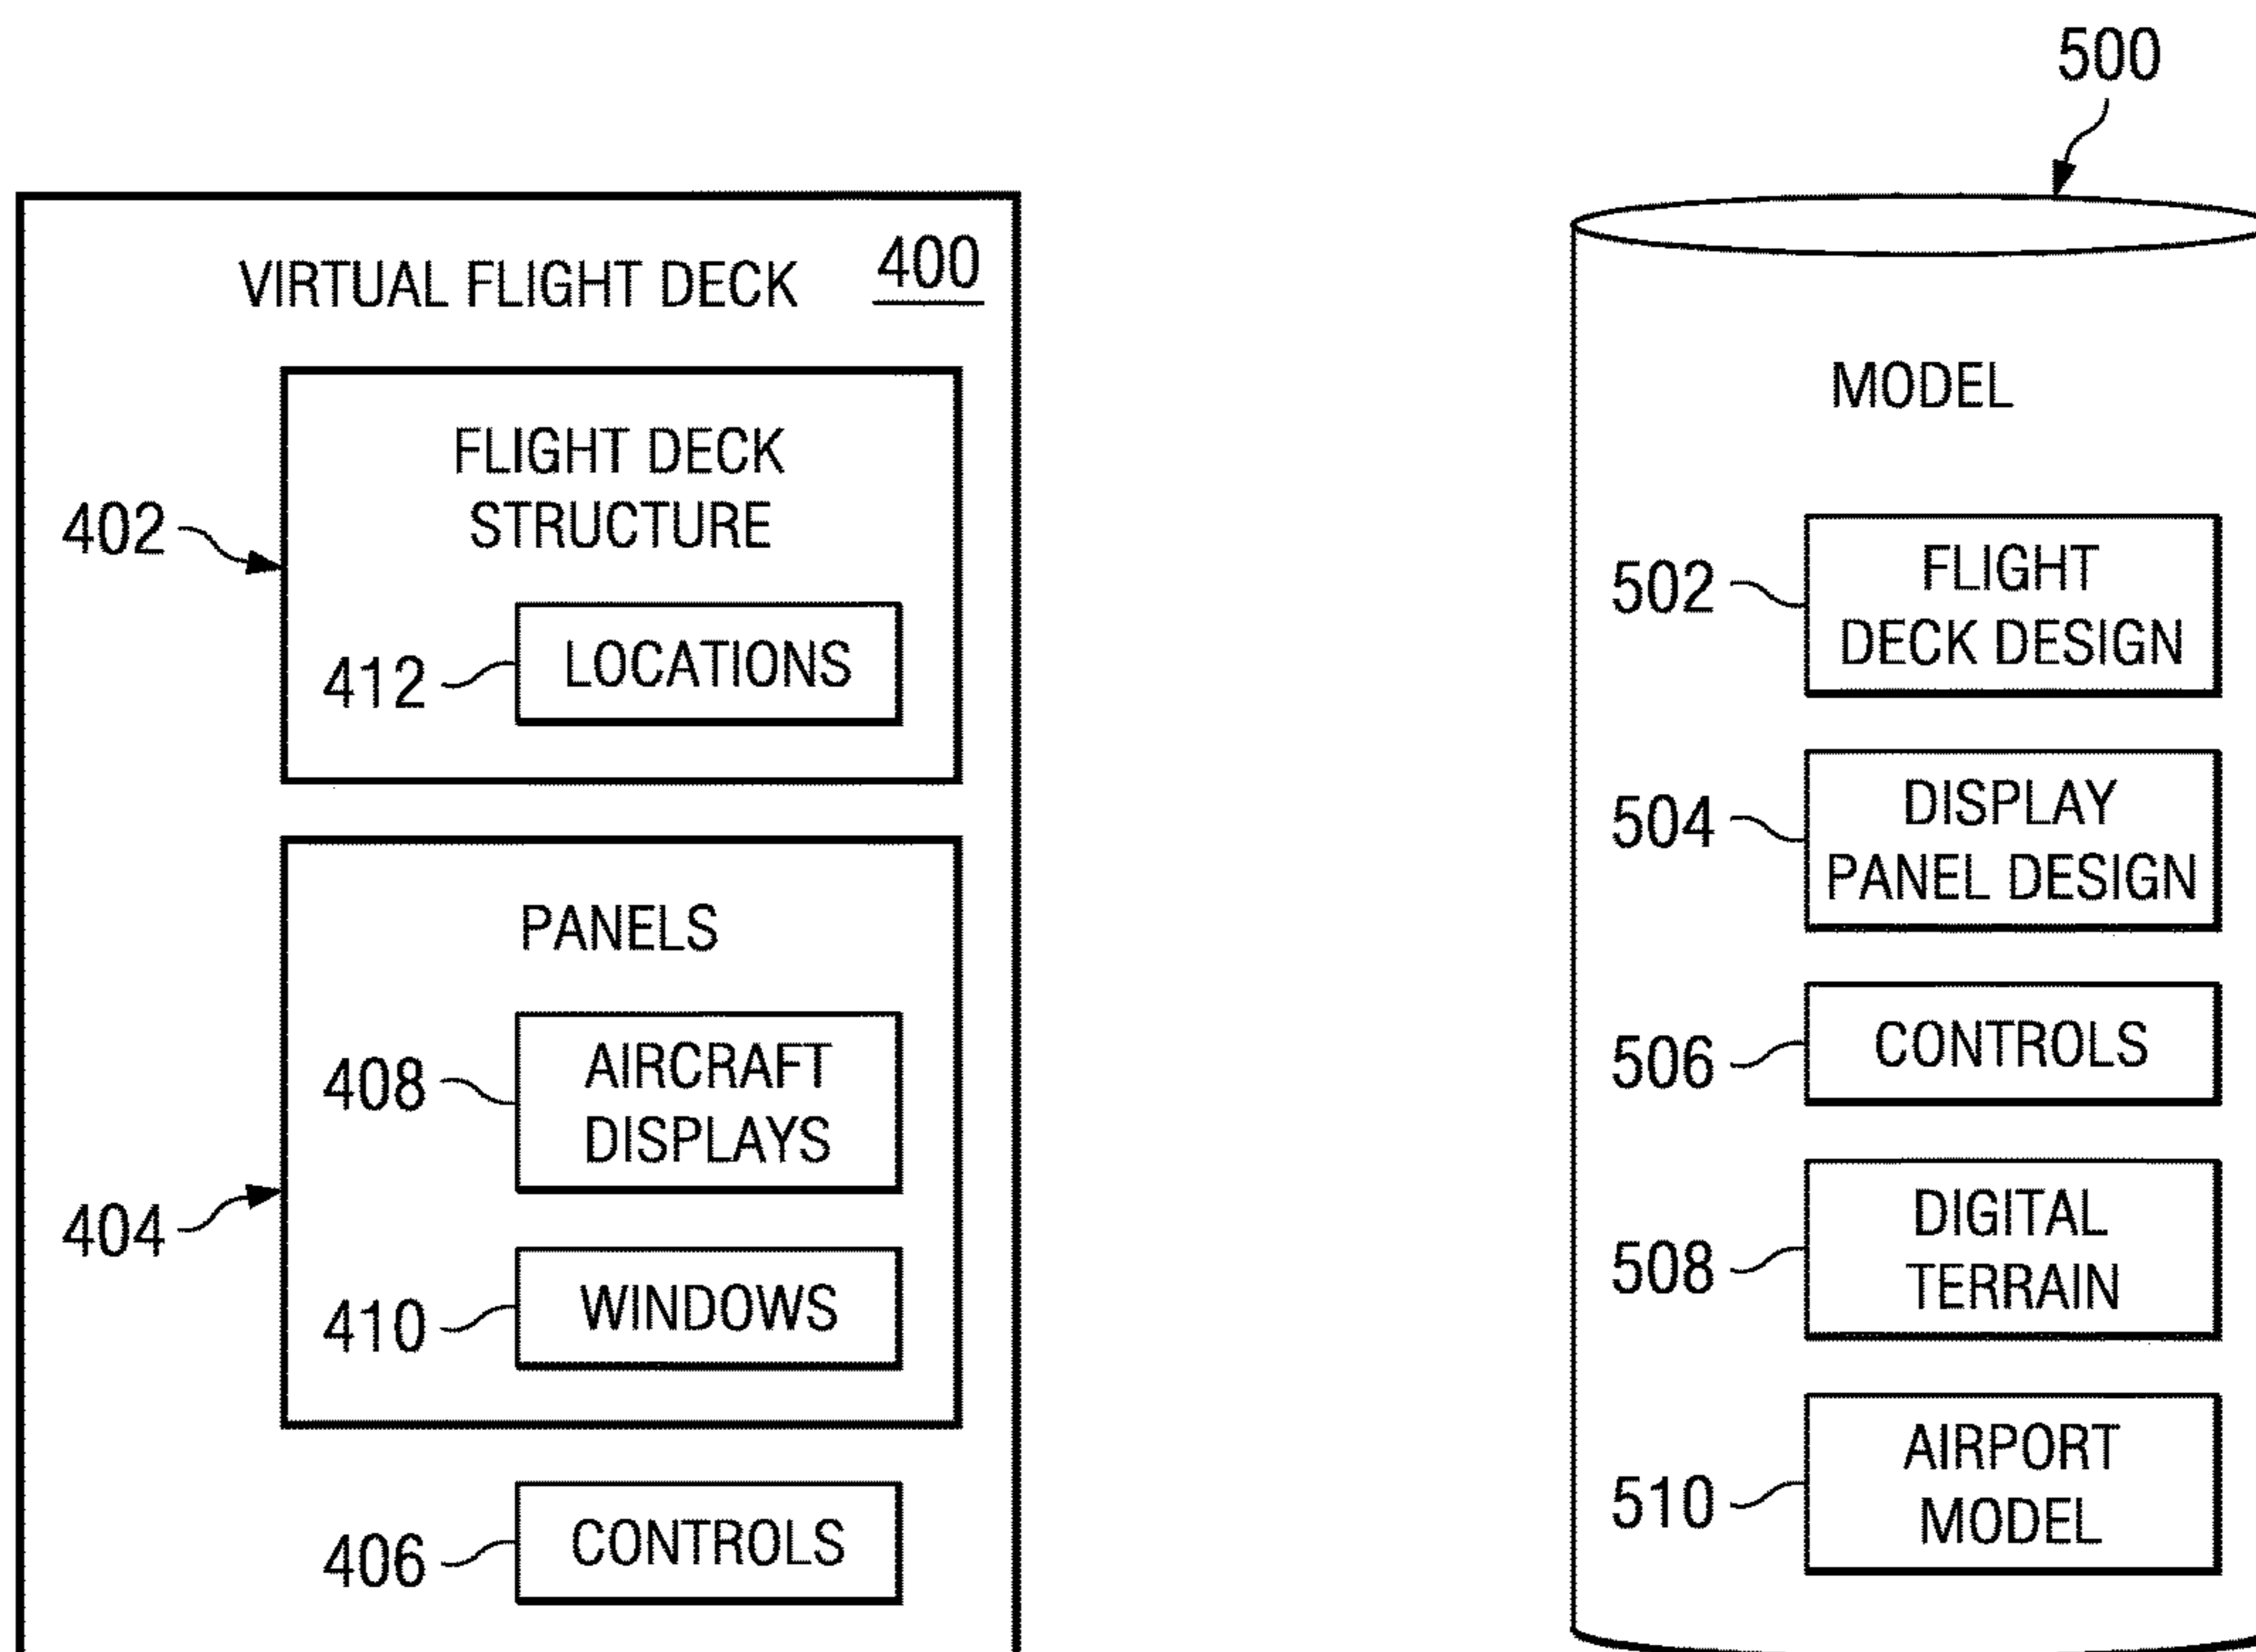 VIRTUAL FLIGHT DECK 400
FLIGHT DECK
STRUCTURE
402
412 LOCATIONS
PANELS
408 AIRCRAFT
DISPLAYS
404
410 WINDOWS
406 CONTROLS
500
MODEL
502 FLIGHT
DECK DESIGN
504 DISPLAY
PANEL DESIGN
506 CONTROLS
508 DIGITAL
TERRAIN
510 AIRPORT
MODEL